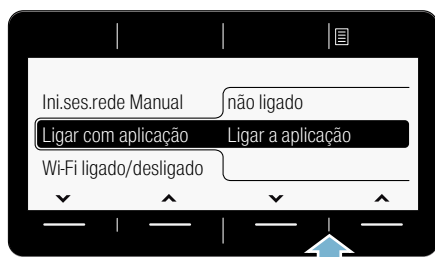 Ini.ses.rede Manual não ligado
Ligar com aplicação Ligar a aplicação
Wi-Fi ligado/desligado